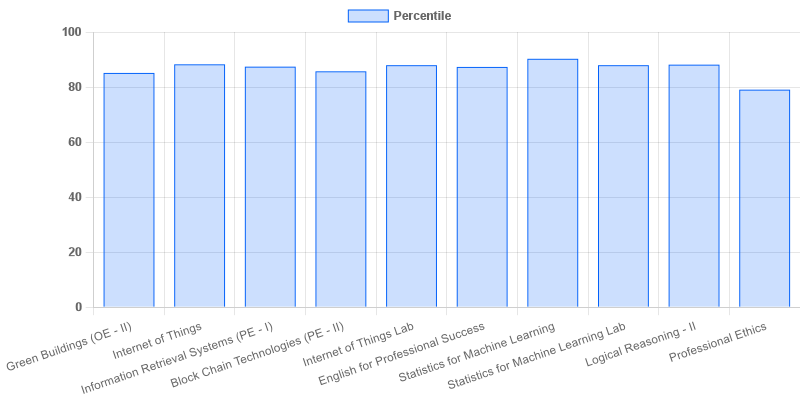 Percentile
100
80
60
40
20
0
Green Buildings (OE - II)
Internet of Things
Information Retrieval Systems (PE - I)
Block Chain Technologies (PE - II)
Internet of Things Lab
English for Professional Success
Statistics for Machine Learning
Statistics for Machine Learning Lab
Logical Reasoning - II
Professional Ethics